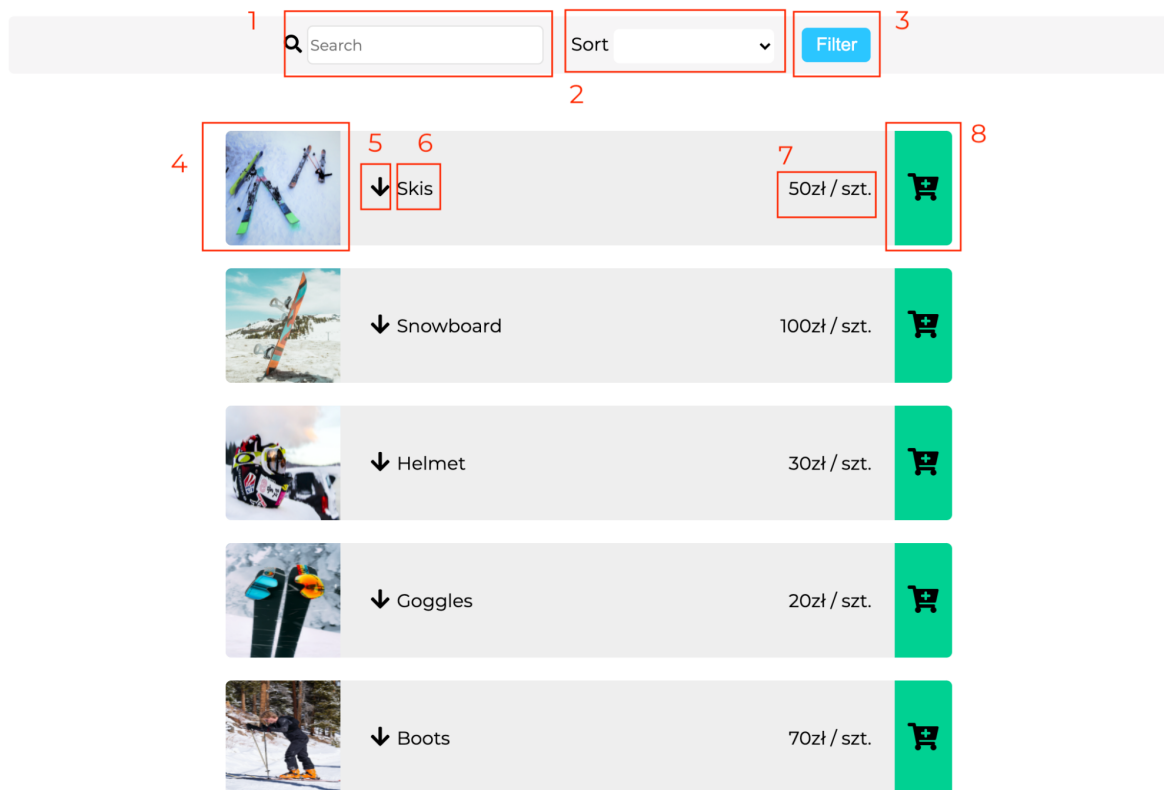 1
Search
Sort
Filter
3
2
4
5
6
7
8
Skis
50zł / szt.
Snowboard
100zł / szt.
Helmet
30zł / szt.
Goggles
20zł / szt.
Boots
70zł / szt.